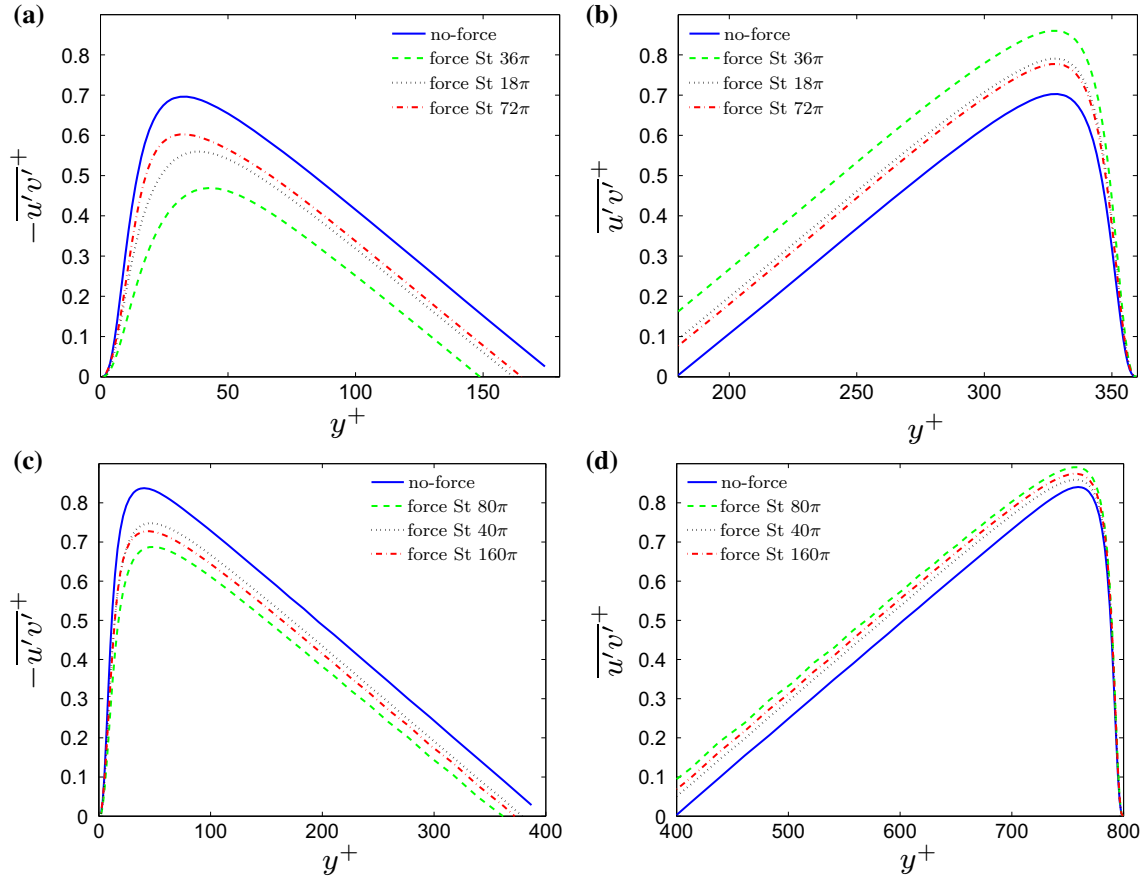 (a)
no-force
force St 36π
force St 18π
force St 72π
0.8
0.7
0.6
0.5
0.4
0.3
0.2
0.1
0
0 50 100 150
y⁺
−u′v′⁺
(b)
no-force
force St 36π
force St 18π
force St 72π
0.8
0.7
0.6
0.5
0.4
0.3
0.2
0.1
0
200 250 300 350
y⁺
u′v′⁺
(c)
no-force
force St 80π
force St 40π
force St 160π
0.8
0.7
0.6
0.5
0.4
0.3
0.2
0.1
0
0 100 200 300 400
y⁺
−u′v′⁺
(d)
no-force
force St 80π
force St 40π
force St 160π
0.8
0.7
0.6
0.5
0.4
0.3
0.2
0.1
0
400 500 600 700 800
y⁺
u′v′⁺